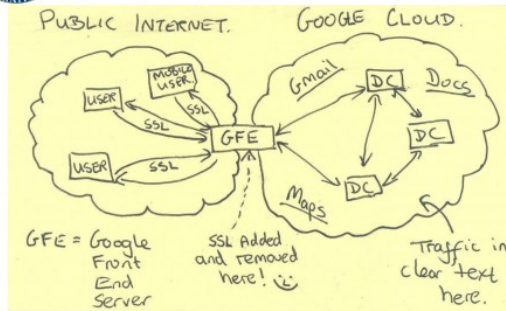 PUBLIC INTERNET.
GOOGLE CLOUD.
MOBILE
USER.
USER
SSL
SSL
USER
SSL
GFE
Gmail
DC
Docs
DC
Maps
DC
GFE = Google
Front
End
Server
SSL Added
and removed
here!
Traffic in
clear text
here.